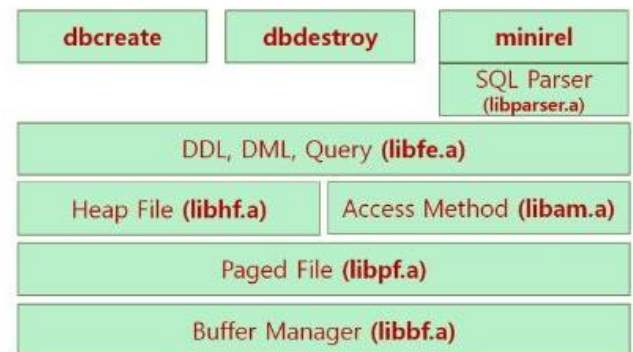 dbcreate
dbdestroy
minirel
SQL Parser
(libparser.a)
DDL, DML, Query (libfe.a)
Heap File (libhf.a)
Access Method (libam.a)
Paged File (libpf.a)
Buffer Manager (libbf.a)